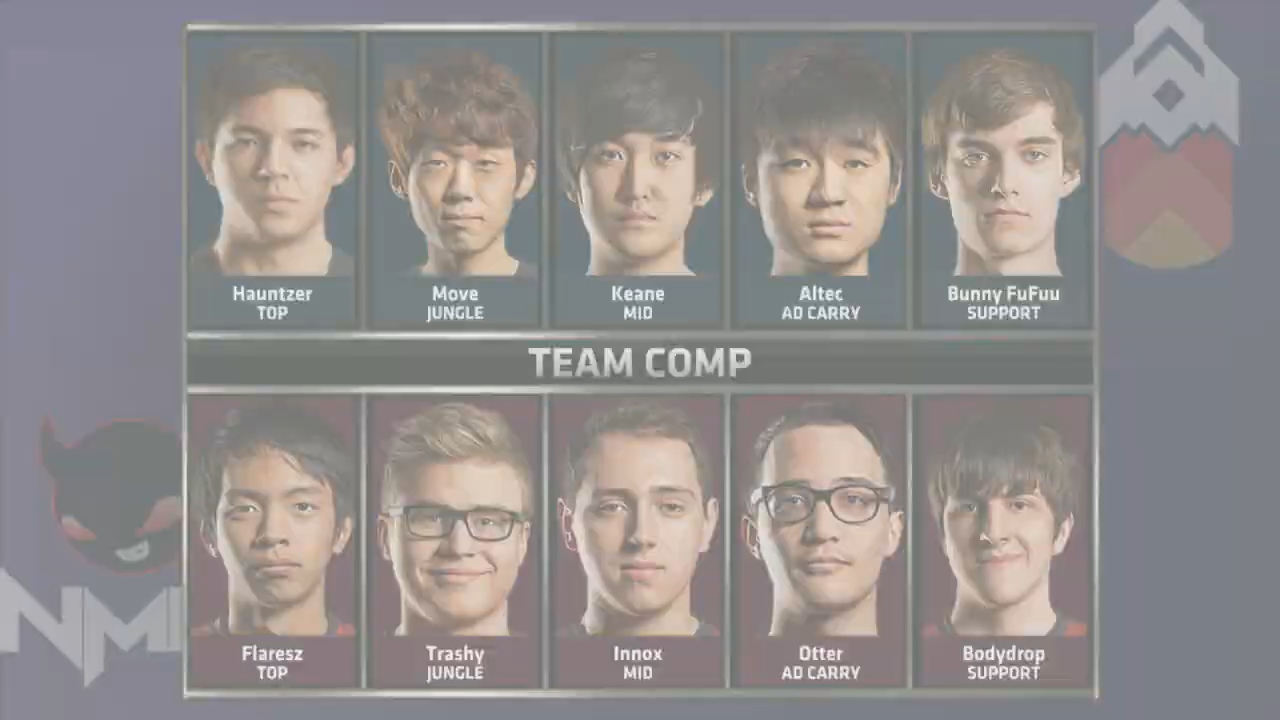 Hauntzer
TOP
Move
JUNGLE
Keane
MID
Altec
AD CARRY
Bunny FuFuu
SUPPORT
TEAM COMP
Flaresz
TOP
Trashy
JUNGLE
Innox
MID
Otter
AD CARRY
Bodydrop
SUPPORT
NME